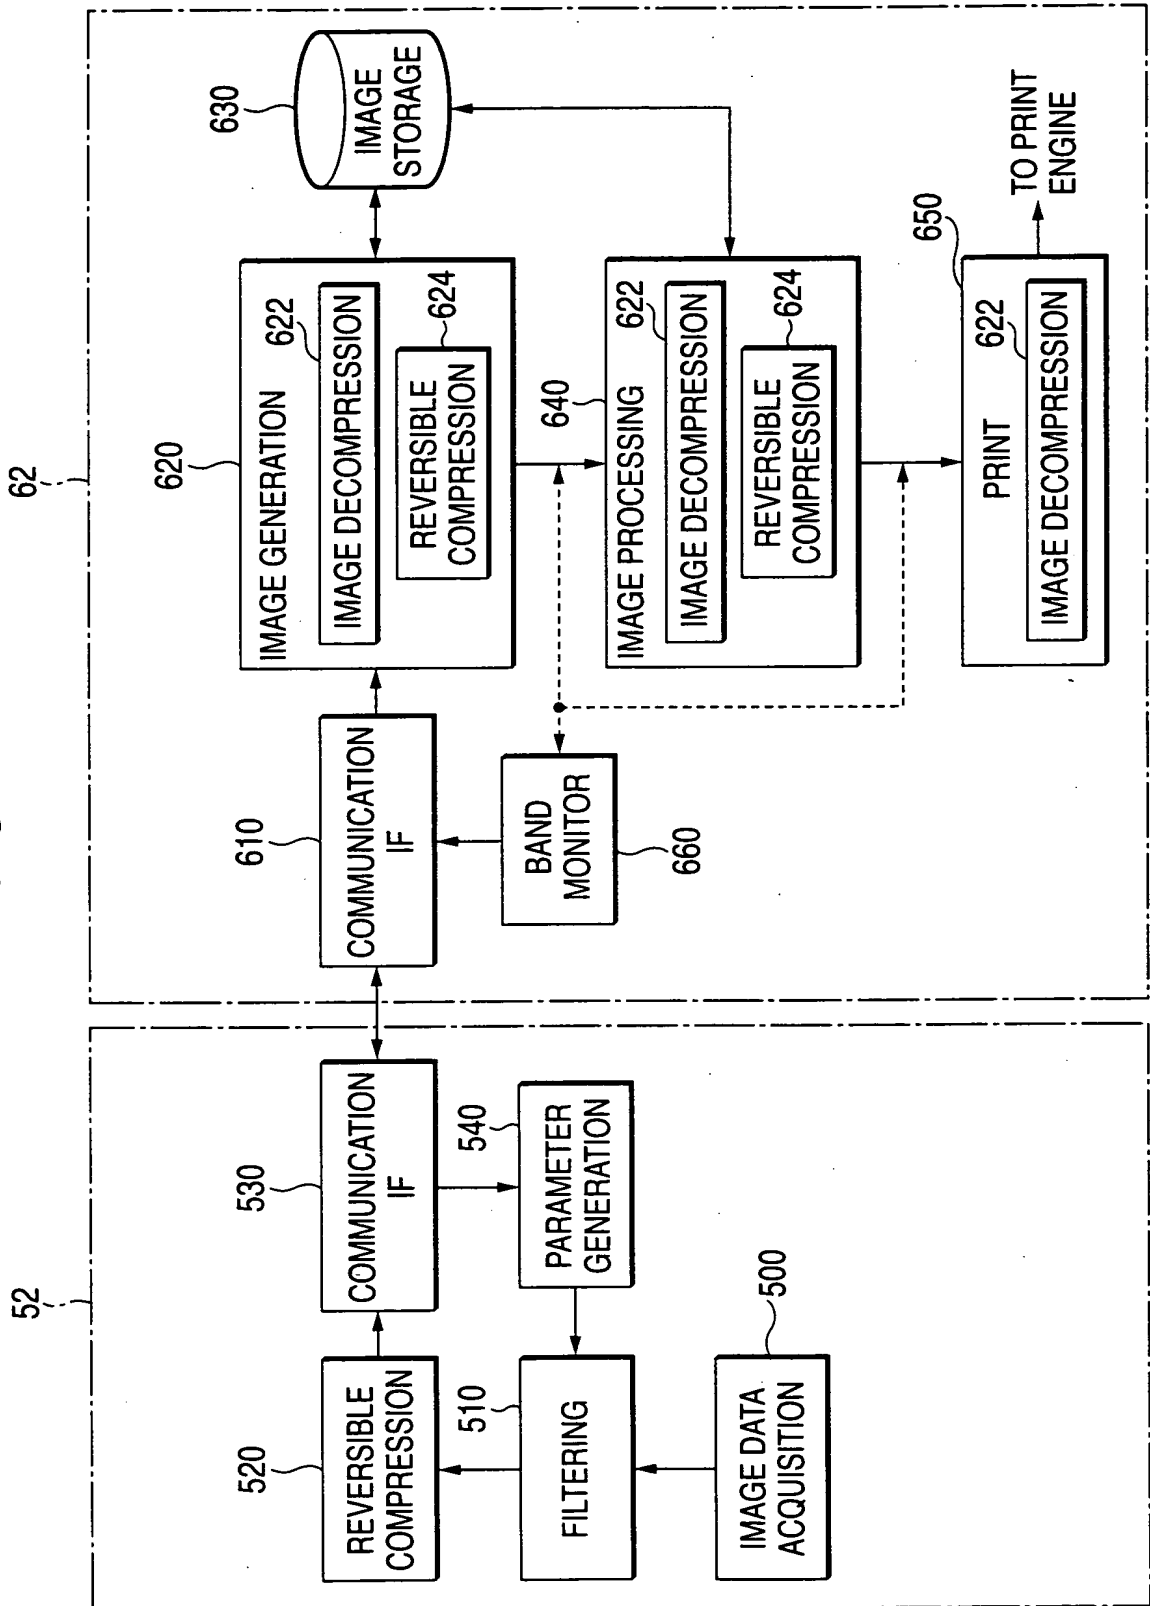 52
520
REVERSIBLE
COMPRESSION
510
FILTERING
500
IMAGE DATA
ACQUISITION
530
COMMUNICATION
IF
540
PARAMETER
GENERATION
62
610
COMMUNICATION
IF
BAND
MONITOR
660
620
IMAGE GENERATION
622
IMAGE DECOMPRESSION
624
REVERSIBLE
COMPRESSION
630
IMAGE
STORAGE
640
IMAGE PROCESSING
622
IMAGE DECOMPRESSION
624
REVERSIBLE
COMPRESSION
650
PRINT
622
IMAGE DECOMPRESSION
TO PRINT
ENGINE